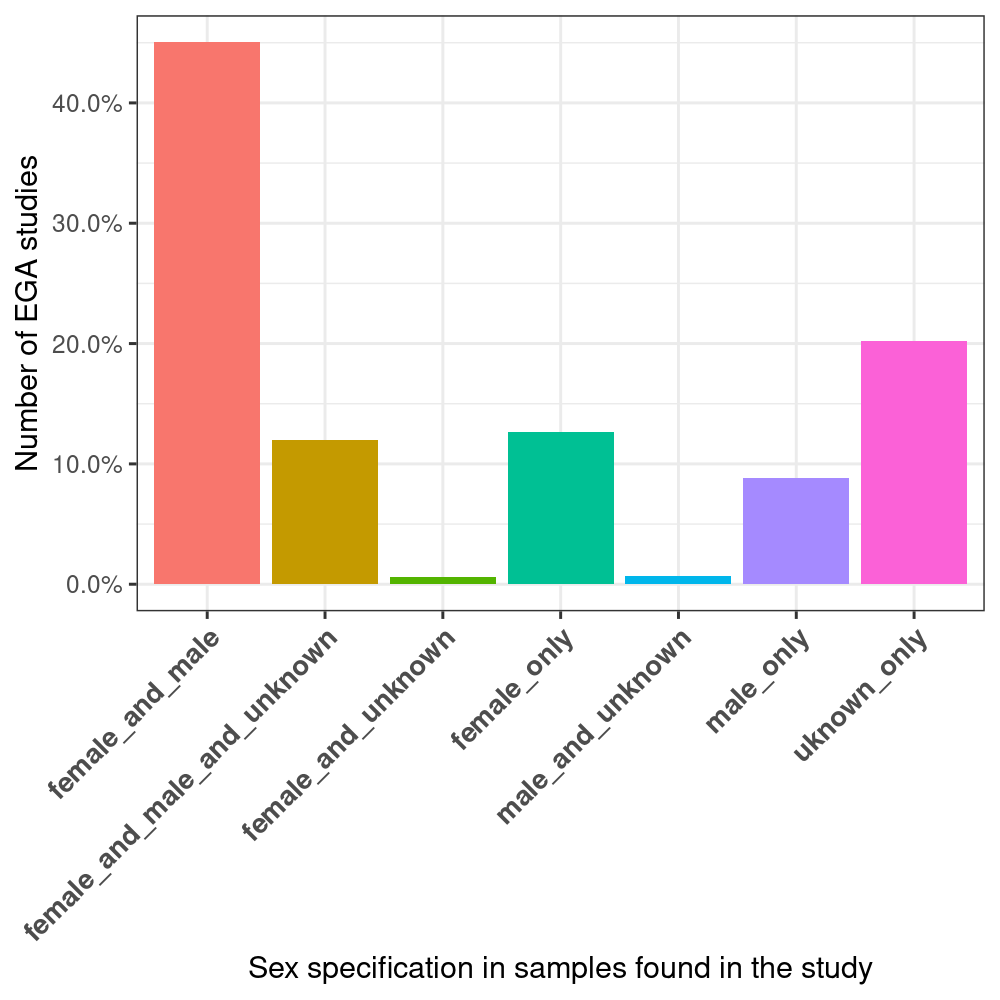 Number of EGA studies
40.0%
30.0%
20.0%
10.0%
0.0%
female_and_male
female_and_male_and_unknown
female_and_unknown
female_only
male_and_unknown
male_only
uknown_only
Sex specification in samples found in the study